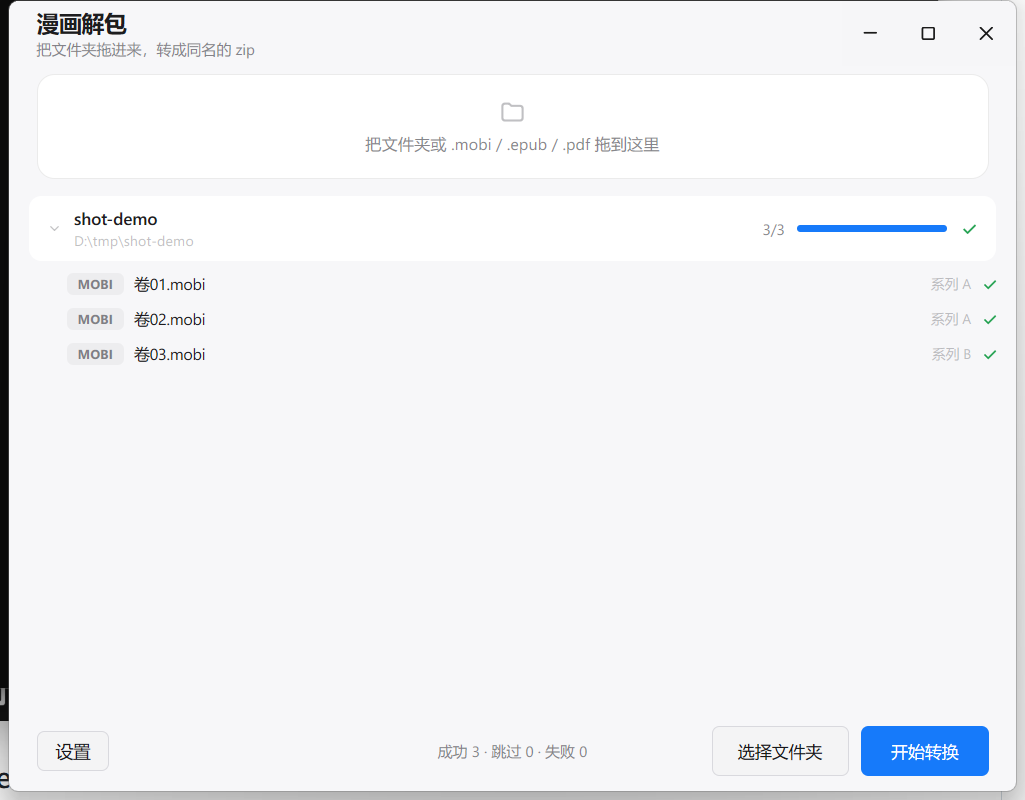 漫画解包
把文件夹拖进来，转成同名的 zip
把文件夹或 .mobi / .epub / .pdf 拖到这里
shot-demo
D:\tmp\shot-demo
3/3
MOBI 卷01.mobi 系列 A
MOBI 卷02.mobi 系列 A
MOBI 卷03.mobi 系列 B
设置
成功 3 · 跳过 0 · 失败 0
选择文件夹
开始转换